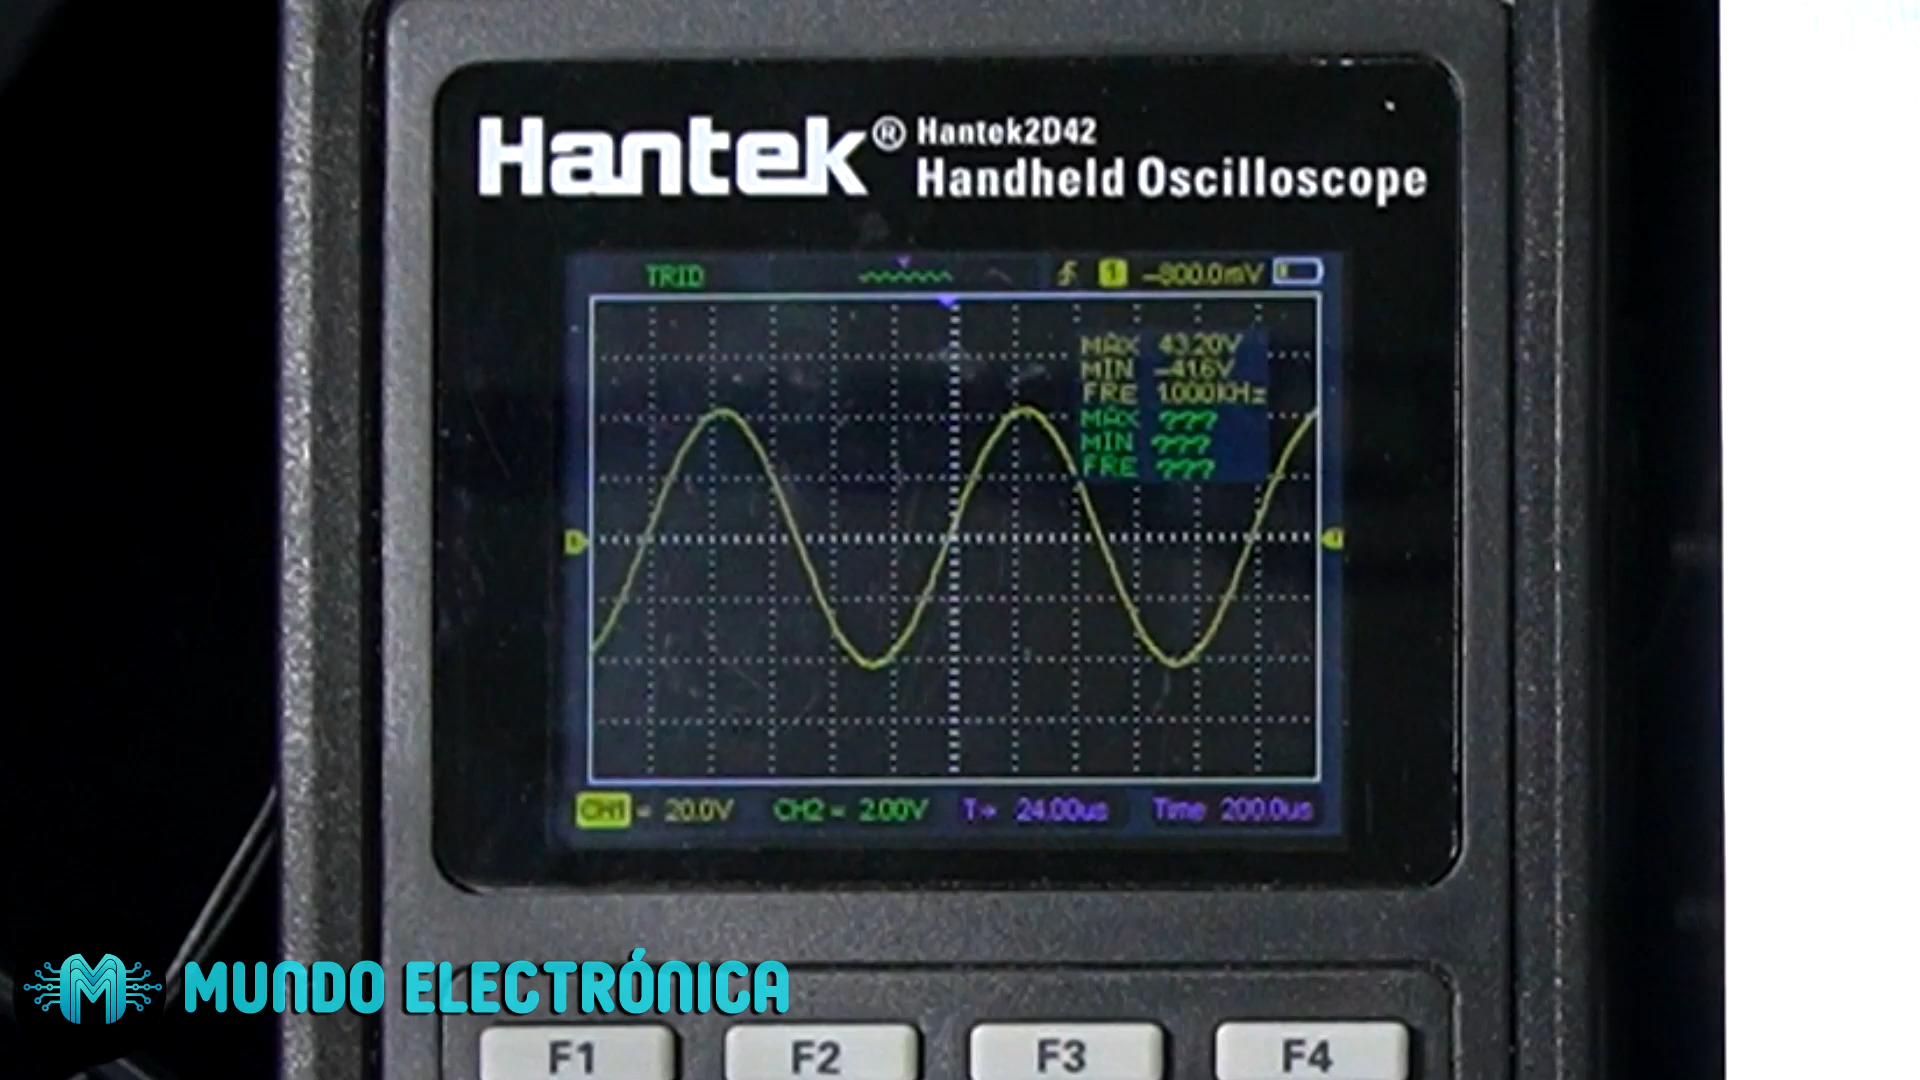 Hantek® Hantek2D42
Handheld Oscilloscope
TRID 1 -800.0mV
MAX 43.20V
MIN -41.6V
FRE 1.000KHz
MAX ???
MIN ???
FRE ???
CH1 = 20.0V CH2 = 2.00V T→ 24.00us Time 200.0us
MUNDO ELECTRÓNICA
F1 F2 F3 F4